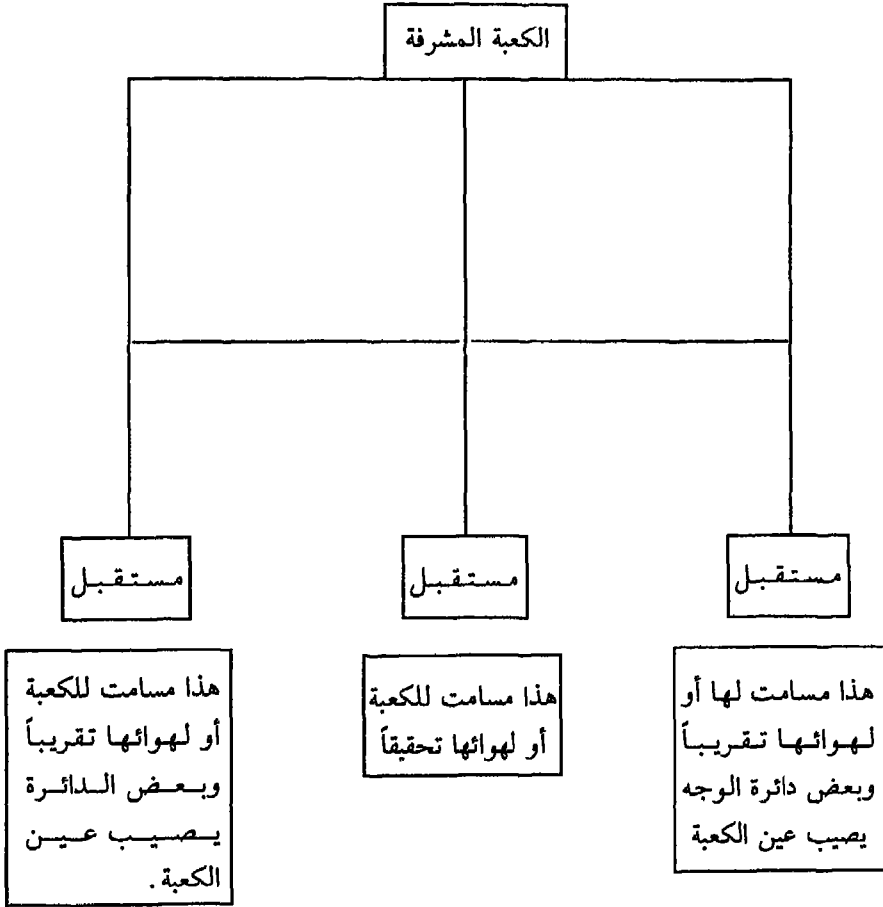 الكعبة المشرفة
مستقبل
مستقبل
مستقبل
هذا مسامت لها أو
لهوائها تقريباً
وبعض دائرة الوجه
يصيب عين الكعبة
هذا مسامت للكعبة
أو لهوائها تحقيقاً
هذا مسامت للكعبة
أو لهوائها تقريباً
وبعض الدائرة
يصيب عين
الكعبة.